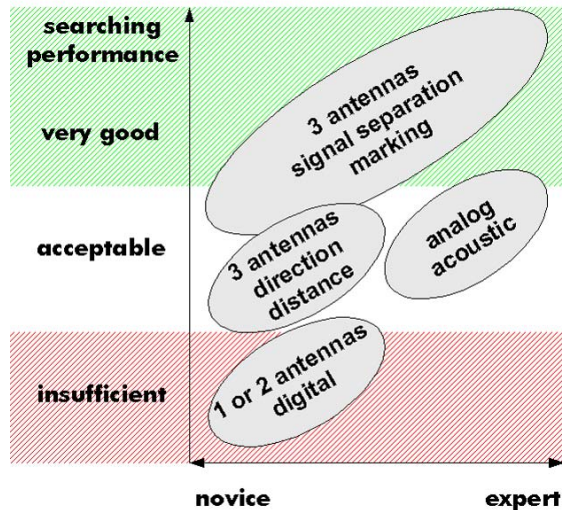 searching
performance
very good
acceptable
insufficient
3 antennas
signal separation
marking
3 antennas
direction
distance
analog
acoustic
1 or 2 antennas
digital
novice
expert